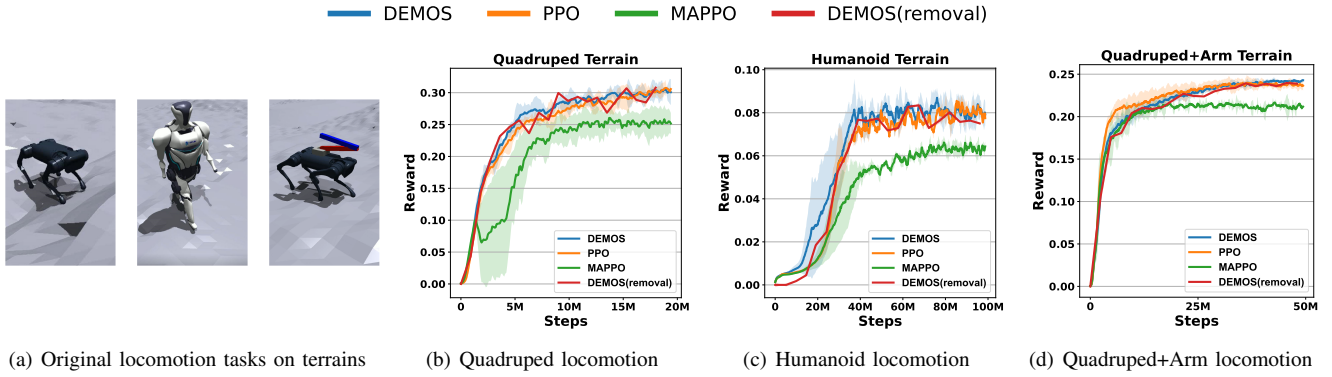 DEMOS PPO MAPPO DEMOS(removal)
Quadruped Terrain
Reward
0.30
0.25
0.20
0.15
0.10
0.05
0.00
0 5M 10M 15M 20M
Steps
DEMOS
PPO
MAPPO
DEMOS(removal)
Humanoid Terrain
Reward
0.10
0.08
0.06
0.04
0.02
0.00
0 20M 40M 60M 80M 100M
Steps
DEMOS
PPO
MAPPO
DEMOS(removal)
Quadruped+Arm Terrain
Reward
0.25
0.20
0.15
0.10
0.05
0.00
0 25M 50M
Steps
DEMOS
PPO
MAPPO
DEMOS(removal)
(a) Original locomotion tasks on terrains
(b) Quadruped locomotion
(c) Humanoid locomotion
(d) Quadruped+Arm locomotion